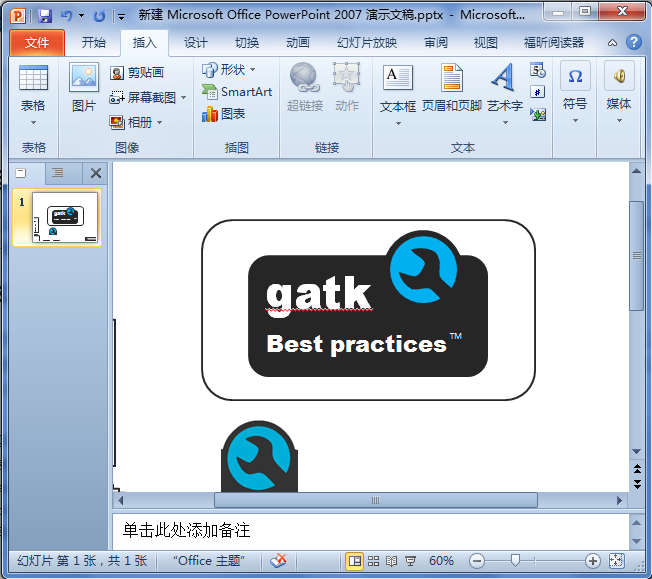 新建 Microsoft Office PowerPoint 2007 演示文稿.pptx - Microsoft...
文件 开始 插入 设计 切换 动画 幻灯片放映 审阅 视图 福昕阅读器
表格
图片
剪贴画
屏幕截图
相册
形状
SmartArt
图表
超链接
动作
文本框
页眉和页脚
艺术字
符号
媒体
表格 图像 插图 链接 文本
1
gatk
Best practices™
单击此处添加备注
幻灯片 第 1 张，共 1 张 “Office 主题” 60%